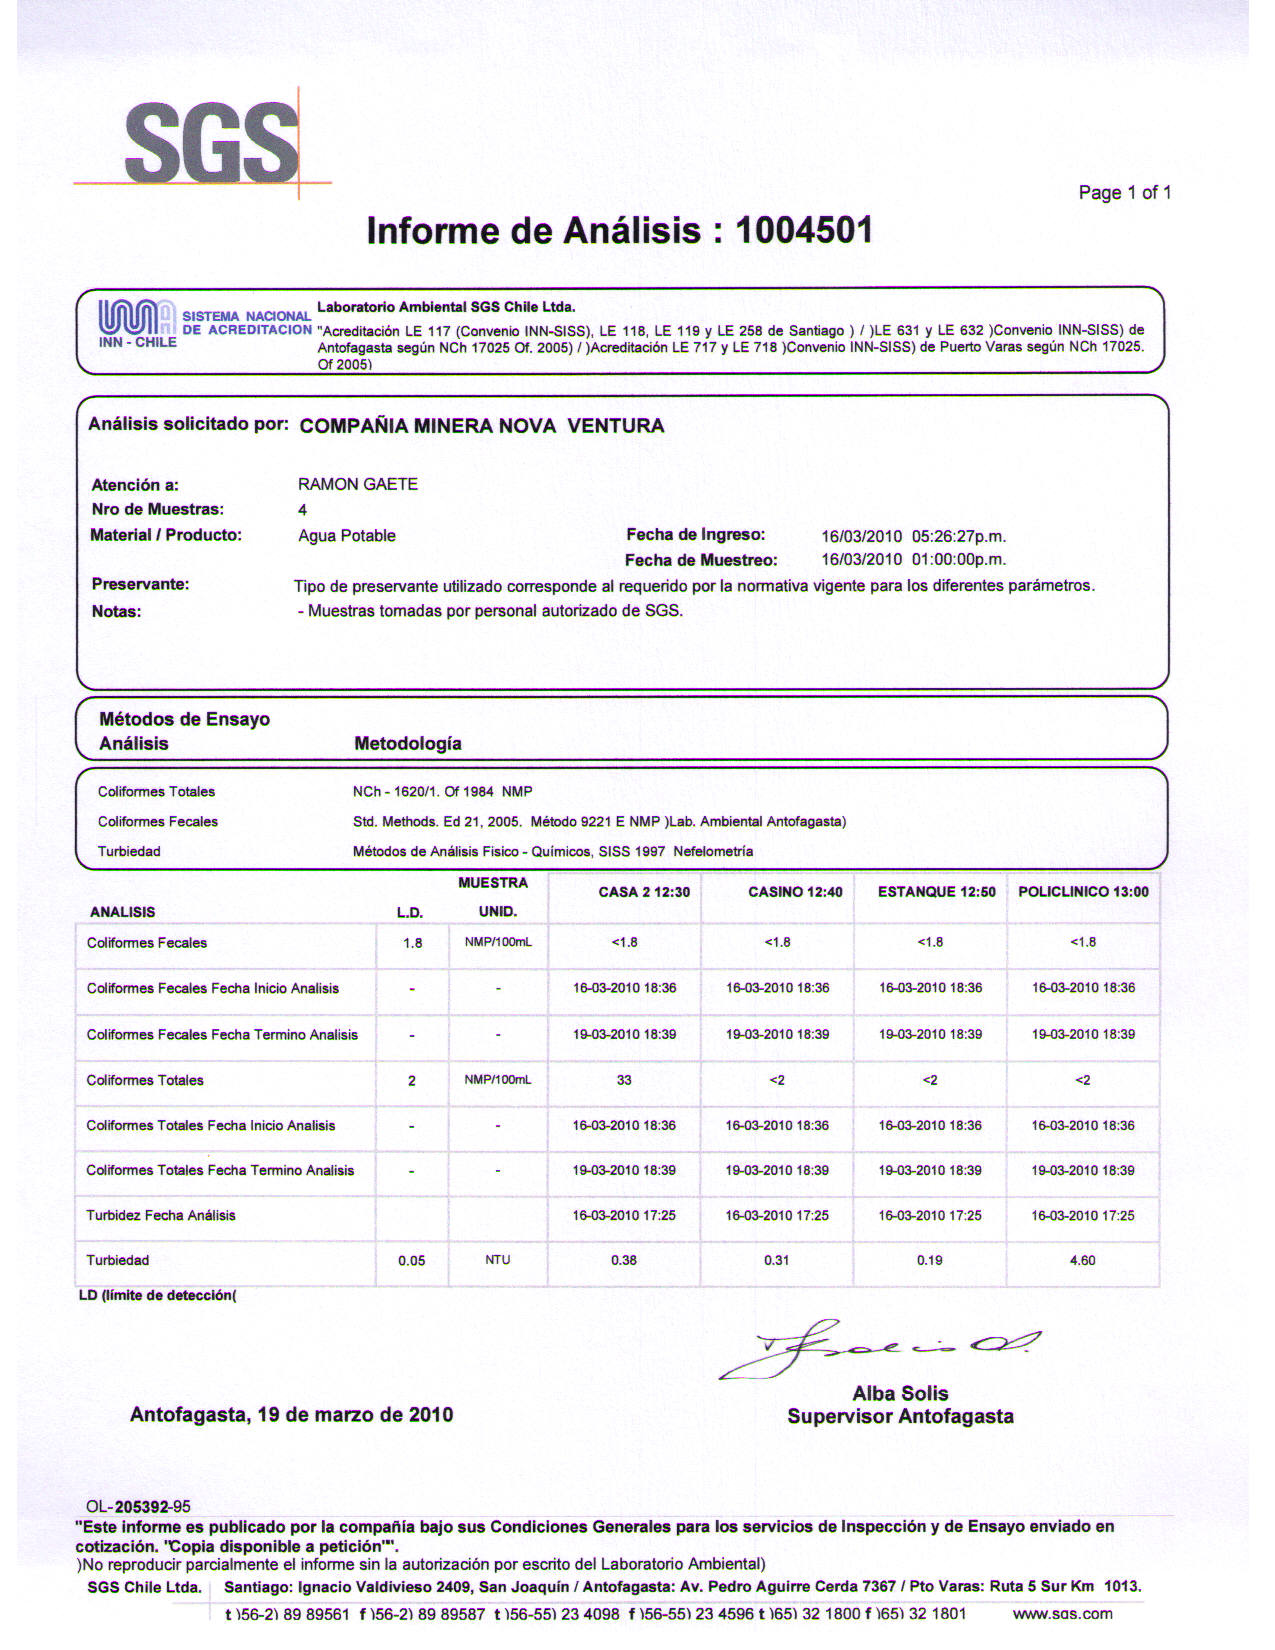 SGS
Page 1 of 1
Informe de Análisis : 1004501
INN - CHILE
SISTEMA NACIONAL
DE ACREDITACION
Laboratorio Ambiental SGS Chile Ltda.
"Acreditación LE 117 (Convenio INN-SISS), LE 118, LE 119 y LE 258 de Santiago ) / )LE 631 y LE 632 )Convenio INN-SISS) de
Antofagasta según NCh 17025 Of. 2005) / )Acreditación LE 717 y LE 718 )Convenio INN-SISS) de Puerto Varas según NCh 17025.
Of 2005)
Análisis solicitado por: COMPAÑIA MINERA NOVA VENTURA
Atención a: RAMON GAETE
Nro de Muestras: 4
Material / Producto: Agua Potable Fecha de Ingreso: 16/03/2010 05:26:27p.m.
Fecha de Muestreo: 16/03/2010 01:00:00p.m.
Preservante: Tipo de preservante utilizado corresponde al requerido por la normativa vigente para los diferentes parámetros.
Notas: - Muestras tomadas por personal autorizado de SGS.
Métodos de Ensayo
Análisis Metodología
Coliformes Totales NCh - 1620/1. Of 1984 NMP
Coliformes Fecales Std. Methods. Ed 21, 2005. Método 9221 E NMP )Lab. Ambiental Antofagasta)
Turbiedad Métodos de Análisis Fisico - Químicos, SISS 1997 Nefelometría
MUESTRA CASA 2 12:30 CASINO 12:40 ESTANQUE 12:50 POLICLINICO 13:00
ANALISIS L.D. UNID.
Coliformes Fecales 1.8 NMP/100mL <1.8 <1.8 <1.8 <1.8
Coliformes Fecales Fecha Inicio Analisis - - 16-03-2010 18:36 16-03-2010 18:36 16-03-2010 18:36 16-03-2010 18:36
Coliformes Fecales Fecha Termino Analisis - - 19-03-2010 18:39 19-03-2010 18:39 19-03-2010 18:39 19-03-2010 18:39
Coliformes Totales 2 NMP/100mL 33 <2 <2 <2
Coliformes Totales Fecha Inicio Analisis - - 16-03-2010 18:36 16-03-2010 18:36 16-03-2010 18:36 16-03-2010 18:36
Coliformes Totales Fecha Termino Analisis - - 19-03-2010 18:39 19-03-2010 18:39 19-03-2010 18:39 19-03-2010 18:39
Turbidez Fecha Análisis 16-03-2010 17:25 16-03-2010 17:25 16-03-2010 17:25 16-03-2010 17:25
Turbiedad 0.05 NTU 0.38 0.31 0.19 4.60
LD (límite de detección(
Alba Solis
Antofagasta, 19 de marzo de 2010
Supervisor Antofagasta
OL-205392-95
"Este informe es publicado por la compañía bajo sus Condiciones Generales para los servicios de Inspección y de Ensayo enviado en
cotización. "Copia disponible a petición"".
)No reproducir parcialmente el informe sin la autorización por escrito del Laboratorio Ambiental)
SGS Chile Ltda. Santiago: Ignacio Valdivieso 2409, San Joaquín / Antofagasta: Av. Pedro Aguirre Cerda 7367 / Pto Varas: Ruta 5 Sur Km 1013.
t )56-2) 89 89561 f )56-2) 89 89587 t )56-55) 23 4098 f )56-55) 23 4596 t )65) 32 1800 f )65) 32 1801 www.sgs.com